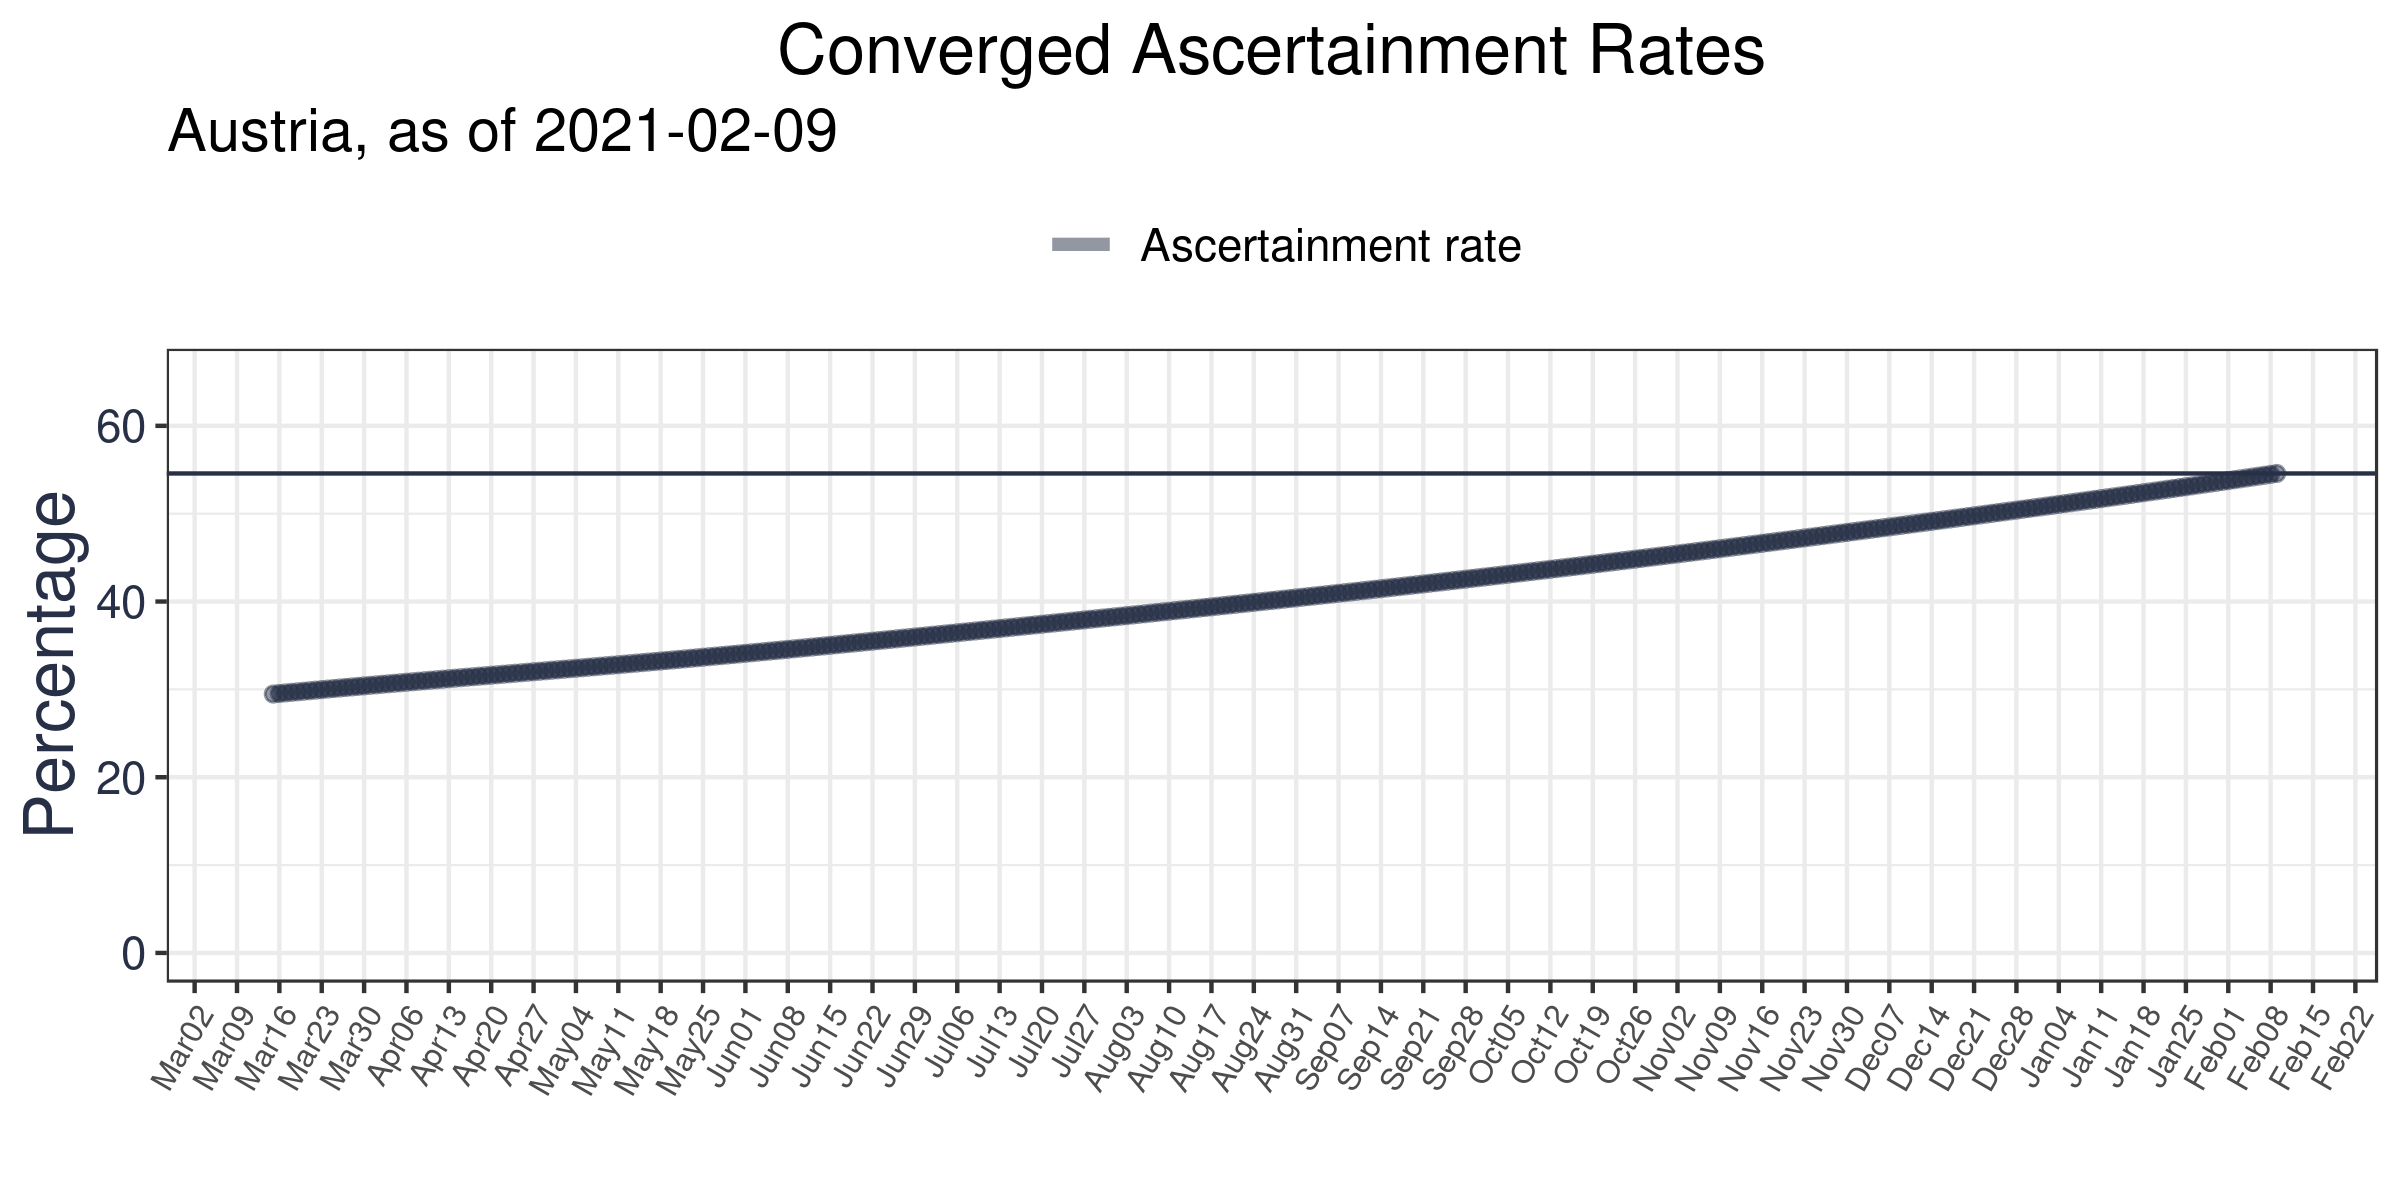 Converged Ascertainment Rates
Austria, as of 2021-02-09
Ascertainment rate
Percentage
60
40
20
0
Mar02 Mar09 Mar16 Mar23 Mar30 Apr06 Apr13 Apr20 Apr27 May04 May11 May18 May25 Jun01 Jun08 Jun15 Jun22 Jun29 Jul06 Jul13 Jul20 Jul27 Aug03 Aug10 Aug17 Aug24 Aug31 Sep07 Sep14 Sep21 Sep28 Oct05 Oct12 Oct19 Oct26 Nov02 Nov09 Nov16 Nov23 Nov30 Dec07 Dec14 Dec21 Dec28 Jan04 Jan11 Jan18 Jan25 Feb01 Feb08 Feb15 Feb22